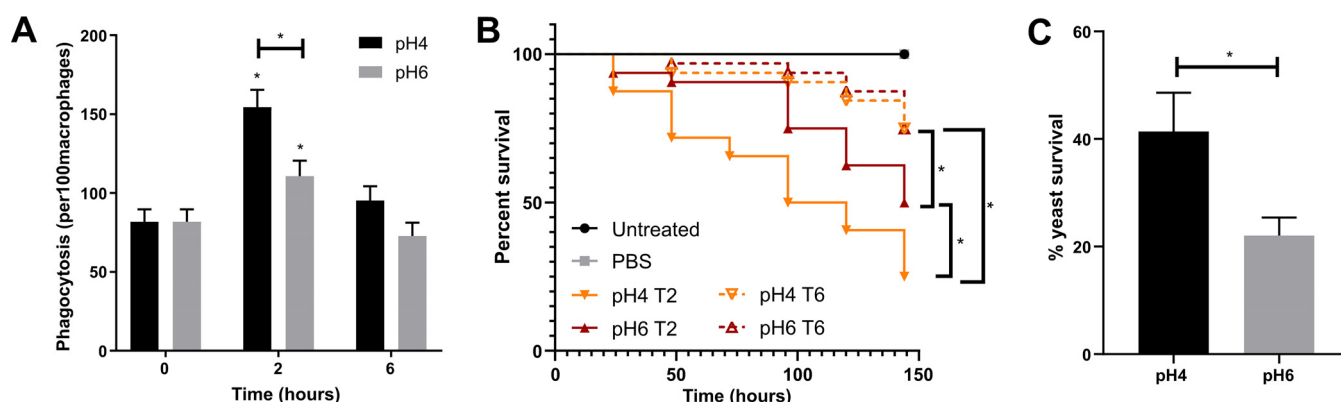 A
Phagocytosis (per100macrophages)
200
150
100
50
0
pH4
pH6
*
*
*
0
2
6
Time (hours)
B
Percent survival
100
50
0
Untreated
PBS
pH4 T2
pH4 T6
pH6 T2
pH6 T6
*
*
*
0
50
100
150
Time (hours)
C
% yeast survival
60
40
20
0
*
pH4
pH6